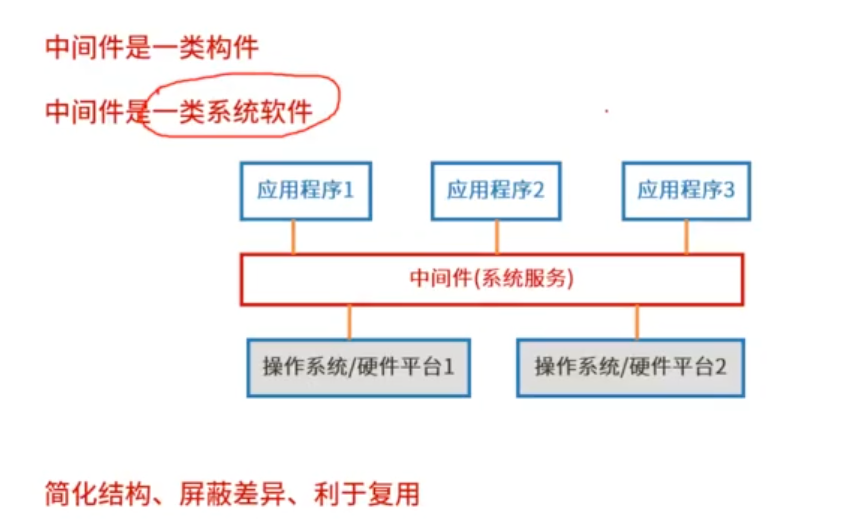 中间件是一类构件
中间件是一类系统软件
应用程序1 应用程序2 应用程序3
中间件(系统服务)
操作系统/硬件平台1 操作系统/硬件平台2
简化结构、屏蔽差异、利于复用